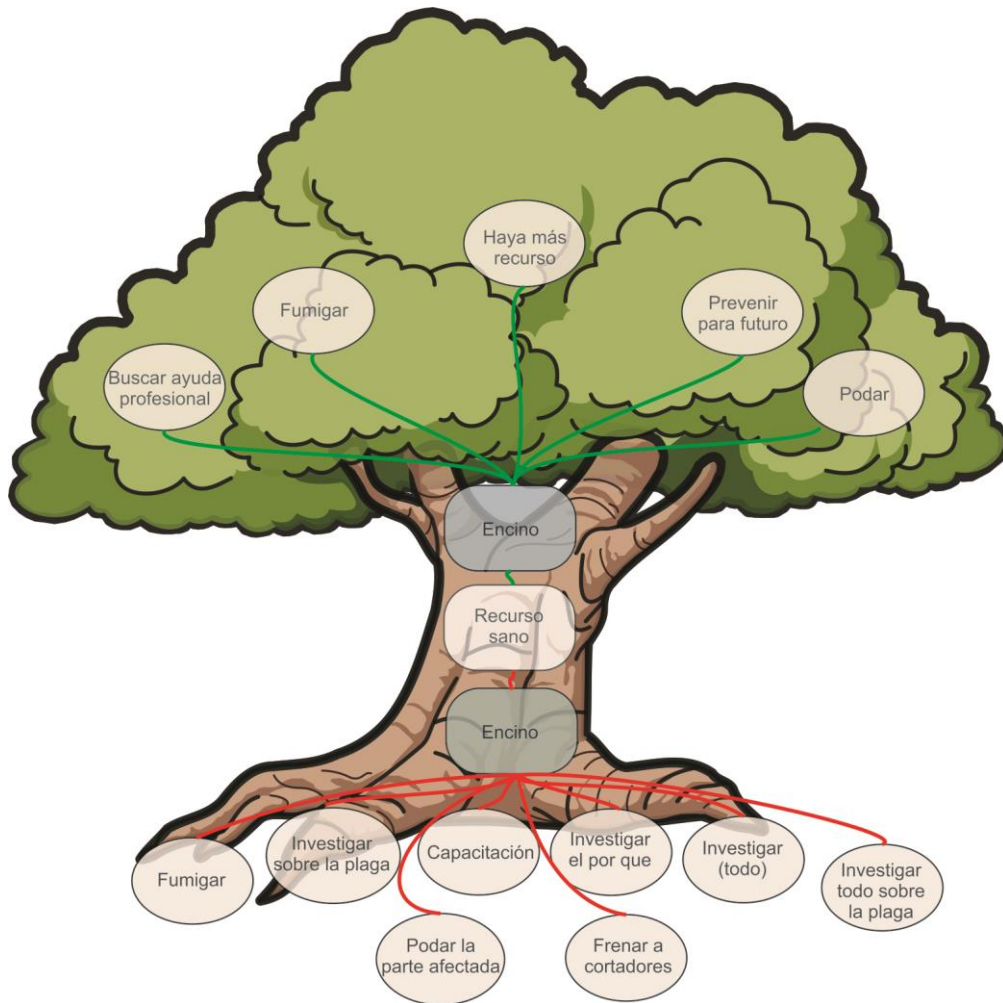 Haya más
recurso
Fumigar
Prevenir
para futuro
Buscar ayuda
profesional
Podar
Encino
Recurso
sano
Encino
Fumigar
Investigar
sobre la plaga
Capacitación
Investigar
el por que
Investigar
(todo)
Investigar
todo sobre
la plaga
Podar la
parte afectada
Frenar a
cortadores